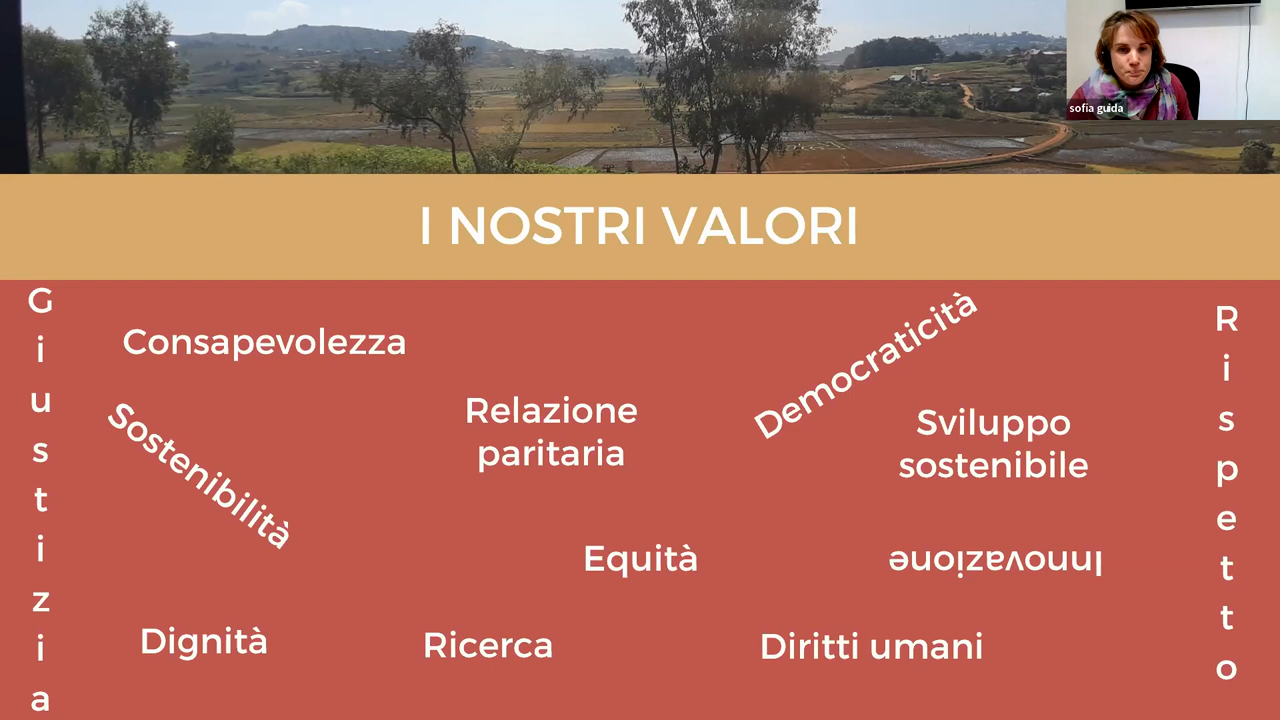 sofia guida
I NOSTRI VALORI
Giustizia
Consapevolezza
Democraticità
Rispetto
Sostenibilità
Relazione
paritaria
Sviluppo
sostenibile
Equità
Innovazione
Dignità
Ricerca
Diritti umani